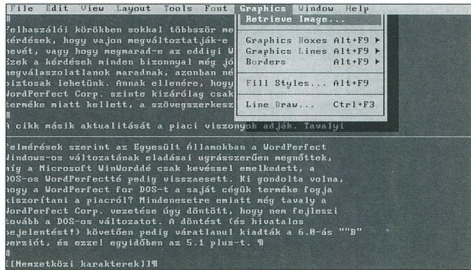 File Edit View Layout Tools Font Graphics Window Help
Retrieve Image...
felhasználói körökben sokkal többször me
kérdések, hogy vajon megváltoztatják-e
Graphics Boxes Alt+F9
nevét, vagy hogy megmarad-e az eddigi W
Graphics Lines Alt+F9
Ezek a kérdések minden bizonnyal még jó
Borders Alt+F9
megválaszolatlanok maradnak, azonban né
biztosak lehetünk. Annak ellenére, hogy
Fill Styles... Alt+F9
WordPerfect Corp. szinte kizárólag csak
terméke miatt kellett, a szövegszerkesz
Line Draw... Ctrl+F3
¶
A cikk másik aktualitását a piaci viszonyok adják. Tavalyi
felmérések szerint az Egyesült Államokban a WordPerfect
Windows-os változatának eladásai ugrásszerűen megnőttek,
míg a Microsoft WinWordé csak kevéssel emelkedett, a
DOS-os WordPerfectté pedig visszaesett. Ki gondolta volna,
hogy a WordPerfect for DOS-t a saját cégük terméke fogja
kiszorítani a piacról? Mindenesetre emiatt még tavaly a
WordPerfect Corp. vezetése úgy döntött, hogy nem fejleszi
tovább a DOS-os változatot. A döntést (és hivatalos
bejelentést!) követően pedig váratlanul kiadták a 6.0-ás ""B"
verziót, és ezzel egyidőben az 5.1 plus-t. ¶
¶
[[Nemzetközi karakterek]]¶